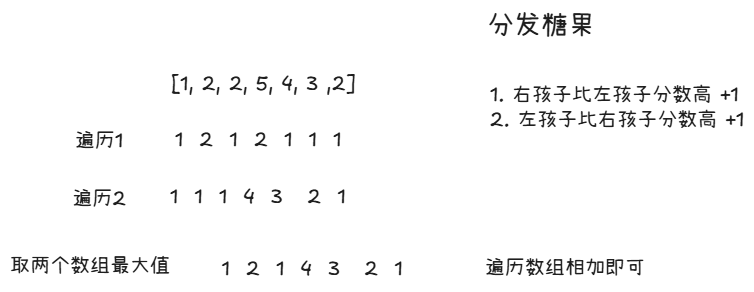 分发糖果
[1, 2, 2, 5, 4, 3 ,2]
1. 右孩子比左孩子分数高 +1
2. 左孩子比右孩子分数高 +1
遍历1 1 2 1 2 1 1 1
遍历2 1 1 1 4 3 2 1
取两个数组最大值 1 2 1 4 3 2 1 遍历数组相加即可